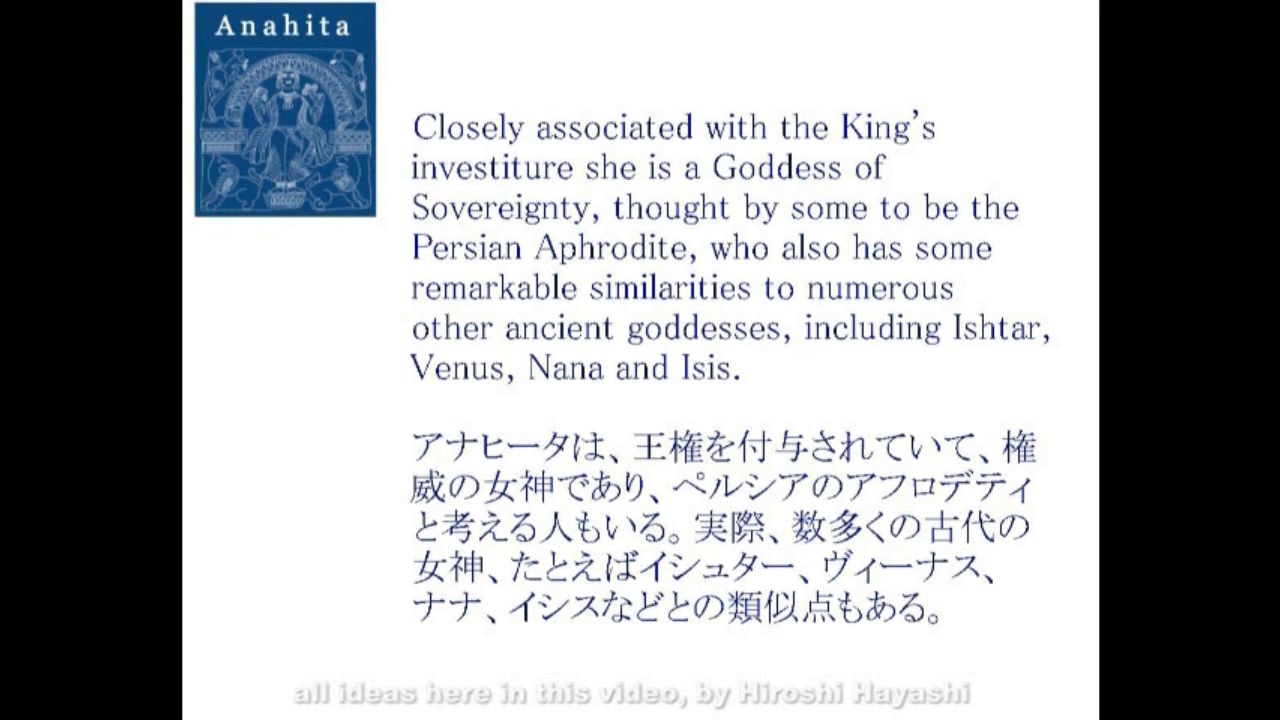 Anahita
Closely associated with the King's
investiture she is a Goddess of
Sovereignty, thought by some to be the
Persian Aphrodite, who also has some
remarkable similarities to numerous
other ancient goddesses, including Ishtar,
Venus, Nana and Isis.
アナヒータは、王権を付与されていて、権
威の女神であり、ペルシアのアフロデティ
と考える人もいる。実際、数多くの古代の
女神、たとえばイシュター、ヴィーナス、
ナナ、イシスなどとの類似点もある。
all ideas here in this video, by Hiroshi Hayashi